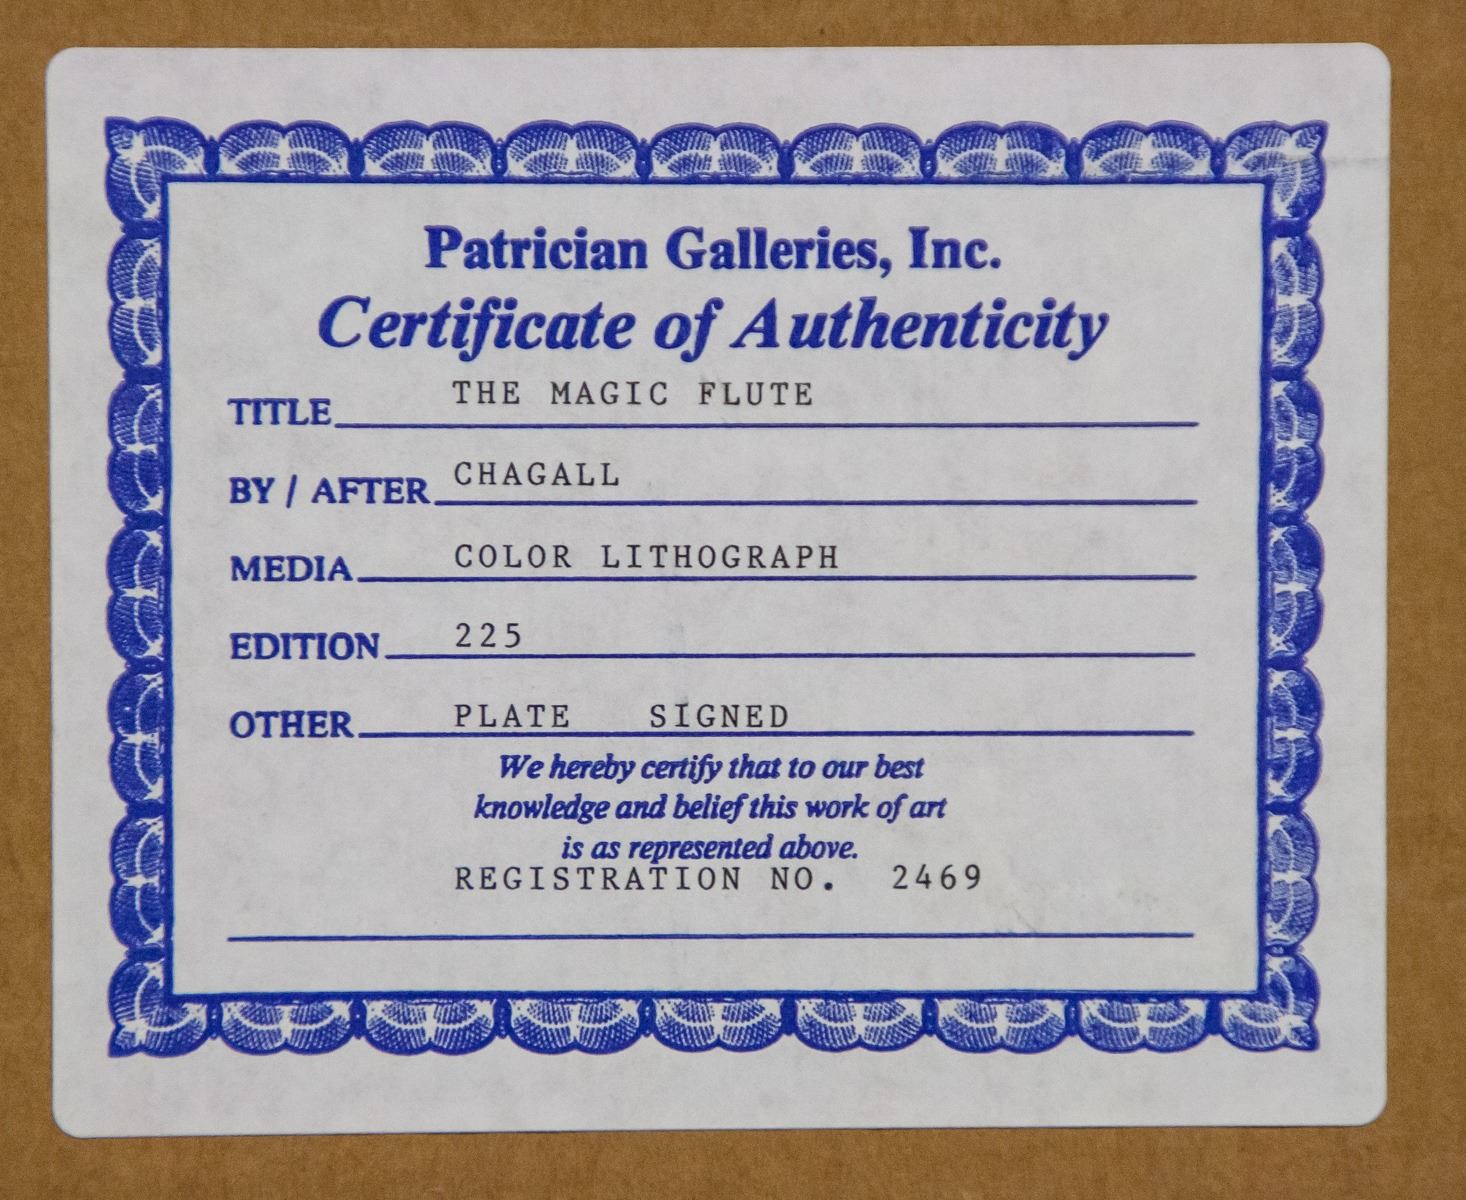 Patrician Galleries, Inc.
Certificate of Authenticity
TITLE THE MAGIC FLUTE
BY / AFTER CHAGALL
MEDIA COLOR LITHOGRAPH
EDITION 225
OTHER PLATE SIGNED
We hereby certify that to our best
knowledge and belief this work of art
is as represented above.
REGISTRATION NO. 2469